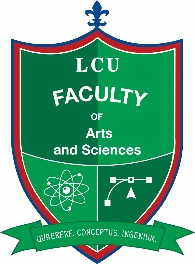 LCU
FACULTY
OF
Arts
and Sciences
QUAERERE. CONCEPTUS. INGENIUM.